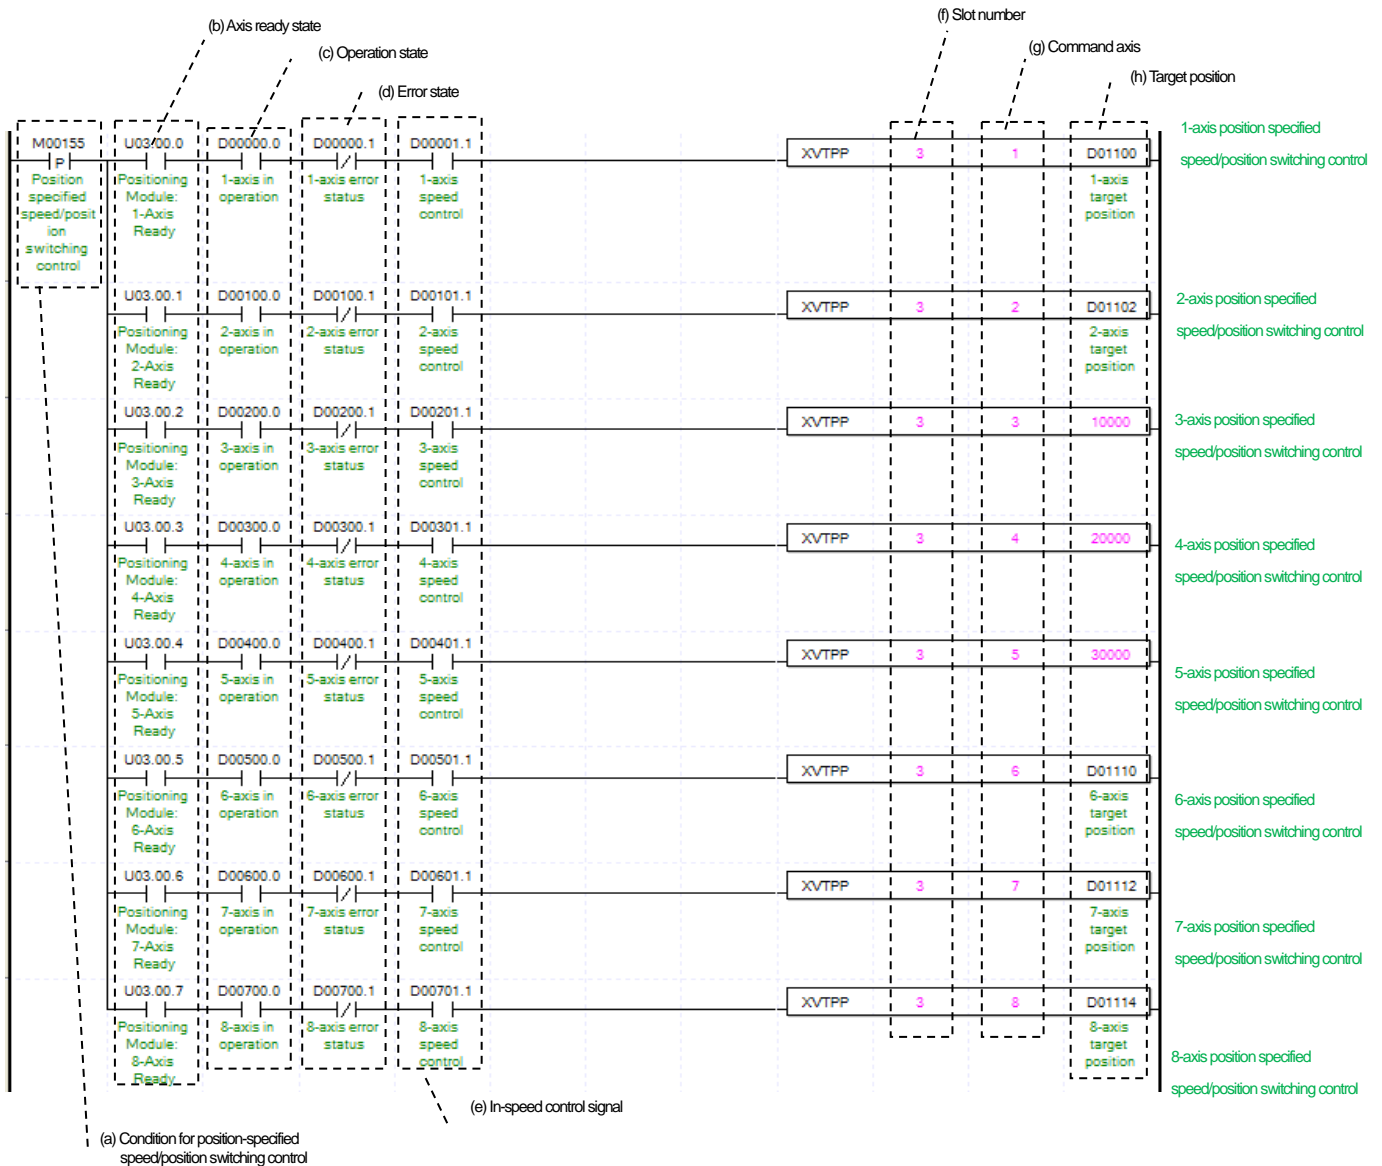 (b) Axis ready state
(c) Operation state
(d) Error state
(f) Slot number
(g) Command axis
(h) Target position
M00155
P
Position
specified
speed/posit
ion
switching
control
U03.00.0 D00000.0 D00000.1 D00001.1 XVTPP 3 1 D01100
Positioning
Module:
1-Axis
Ready
1-axis in
operation
1-axis error
status
1-axis
speed
control
1-axis
target
position
1-axis position specified
speed/position switching control
U03.00.1 D00100.0 D00100.1 D00101.1 XVTPP 3 2 D01102
Positioning
Module:
2-Axis
Ready
2-axis in
operation
2-axis error
status
2-axis
speed
control
2-axis
target
position
2-axis position specified
speed/position switching control
U03.00.2 D00200.0 D00200.1 D00201.1 XVTPP 3 3 10000
Positioning
Module:
3-Axis
Ready
3-axis in
operation
3-axis error
status
3-axis
speed
control
3-axis position specified
speed/position switching control
U03.00.3 D00300.0 D00300.1 D00301.1 XVTPP 3 4 20000
Positioning
Module:
4-Axis
Ready
4-axis in
operation
4-axis error
status
4-axis
speed
control
4-axis position specified
speed/position switching control
U03.00.4 D00400.0 D00400.1 D00401.1 XVTPP 3 5 30000
Positioning
Module:
5-Axis
Ready
5-axis in
operation
5-axis error
status
5-axis
speed
control
5-axis position specified
speed/position switching control
U03.00.5 D00500.0 D00500.1 D00501.1 XVTPP 3 6 D01110
Positioning
Module:
6-Axis
Ready
6-axis in
operation
6-axis error
status
6-axis
speed
control
6-axis
target
position
6-axis position specified
speed/position switching control
U03.00.6 D00600.0 D00600.1 D00601.1 XVTPP 3 7 D01112
Positioning
Module:
7-Axis
Ready
7-axis in
operation
7-axis error
status
7-axis
speed
control
7-axis
target
position
7-axis position specified
speed/position switching control
U03.00.7 D00700.0 D00700.1 D00701.1 XVTPP 3 8 D01114
Positioning
Module:
8-Axis
Ready
8-axis in
operation
8-axis error
status
8-axis
speed
control
8-axis
target
position
8-axis position specified
speed/position switching control
(e) In-speed control signal
(a) Condition for position-specified
speed/position switching control